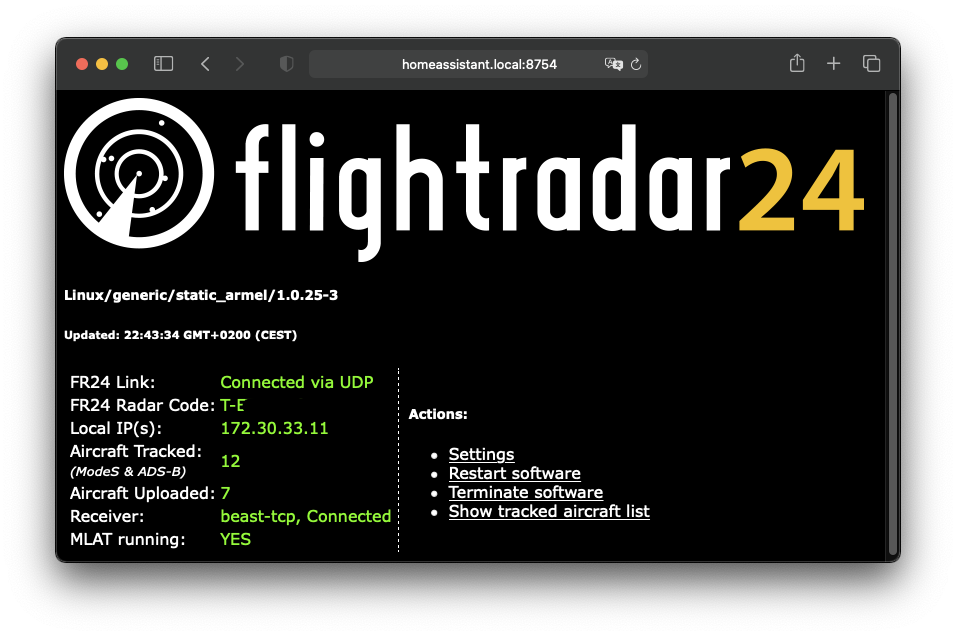 homeassistant.local:8754
flightradar24
Linux/generic/static_armel/1.0.25-3
Updated: 22:43:34 GMT+0200 (CEST)
FR24 Link: Connected via UDP
FR24 Radar Code: T-E
Local IP(s): 172.30.33.11
Aircraft Tracked:
(ModeS & ADS-B) 12
Aircraft Uploaded: 7
Receiver: beast-tcp, Connected
MLAT running: YES
Actions:
Settings
Restart software
Terminate software
Show tracked aircraft list